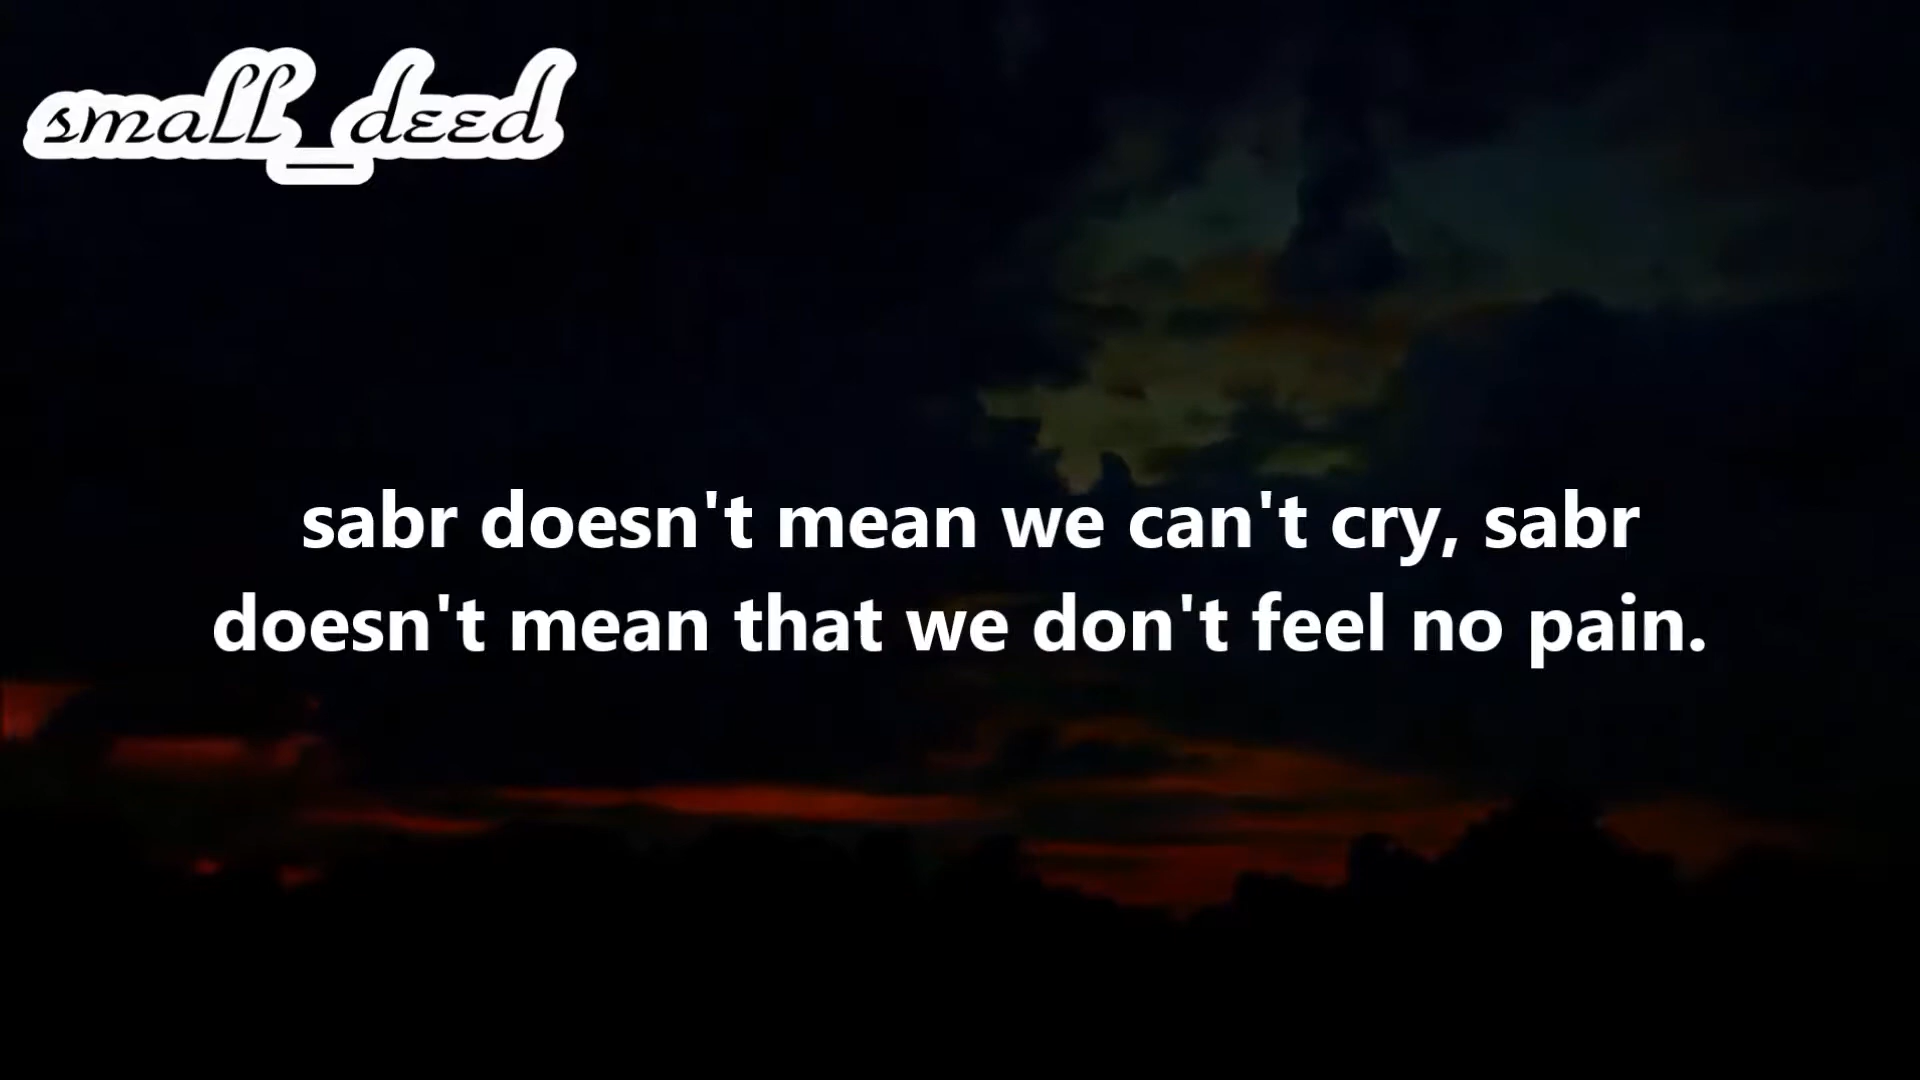 small_deed
sabr doesn't mean we can't cry, sabr
doesn't mean that we don't feel no pain.